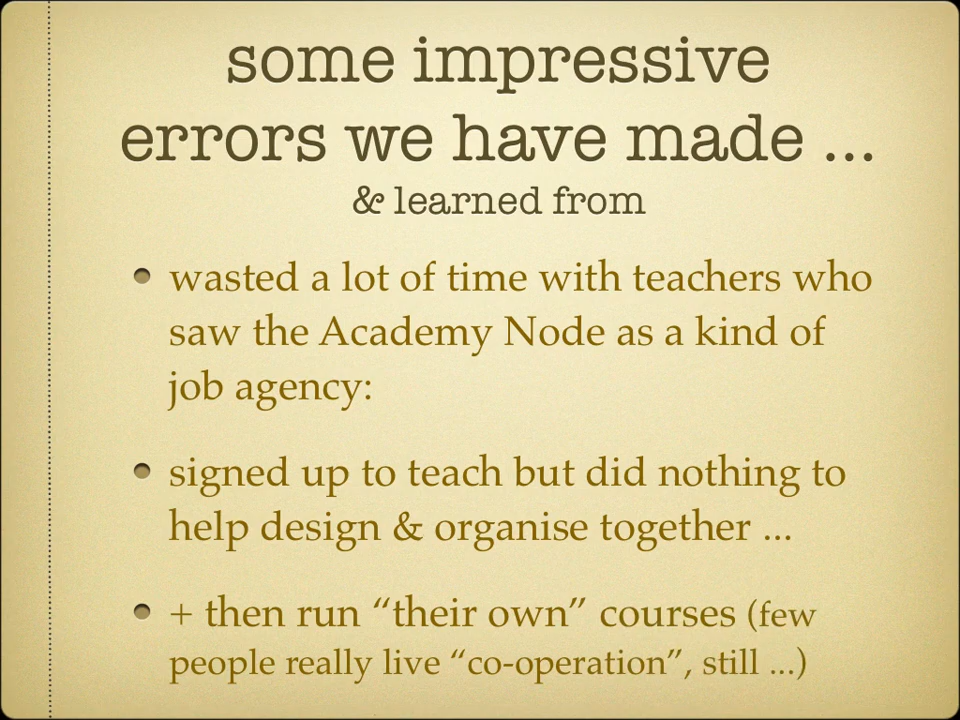 some impressive
errors we have made ...
& learned from
• wasted a lot of time with teachers who
saw the Academy Node as a kind of
job agency:
• signed up to teach but did nothing to
help design & organise together ...
• + then run “their own” courses (few
people really live “co-operation”, still ...)